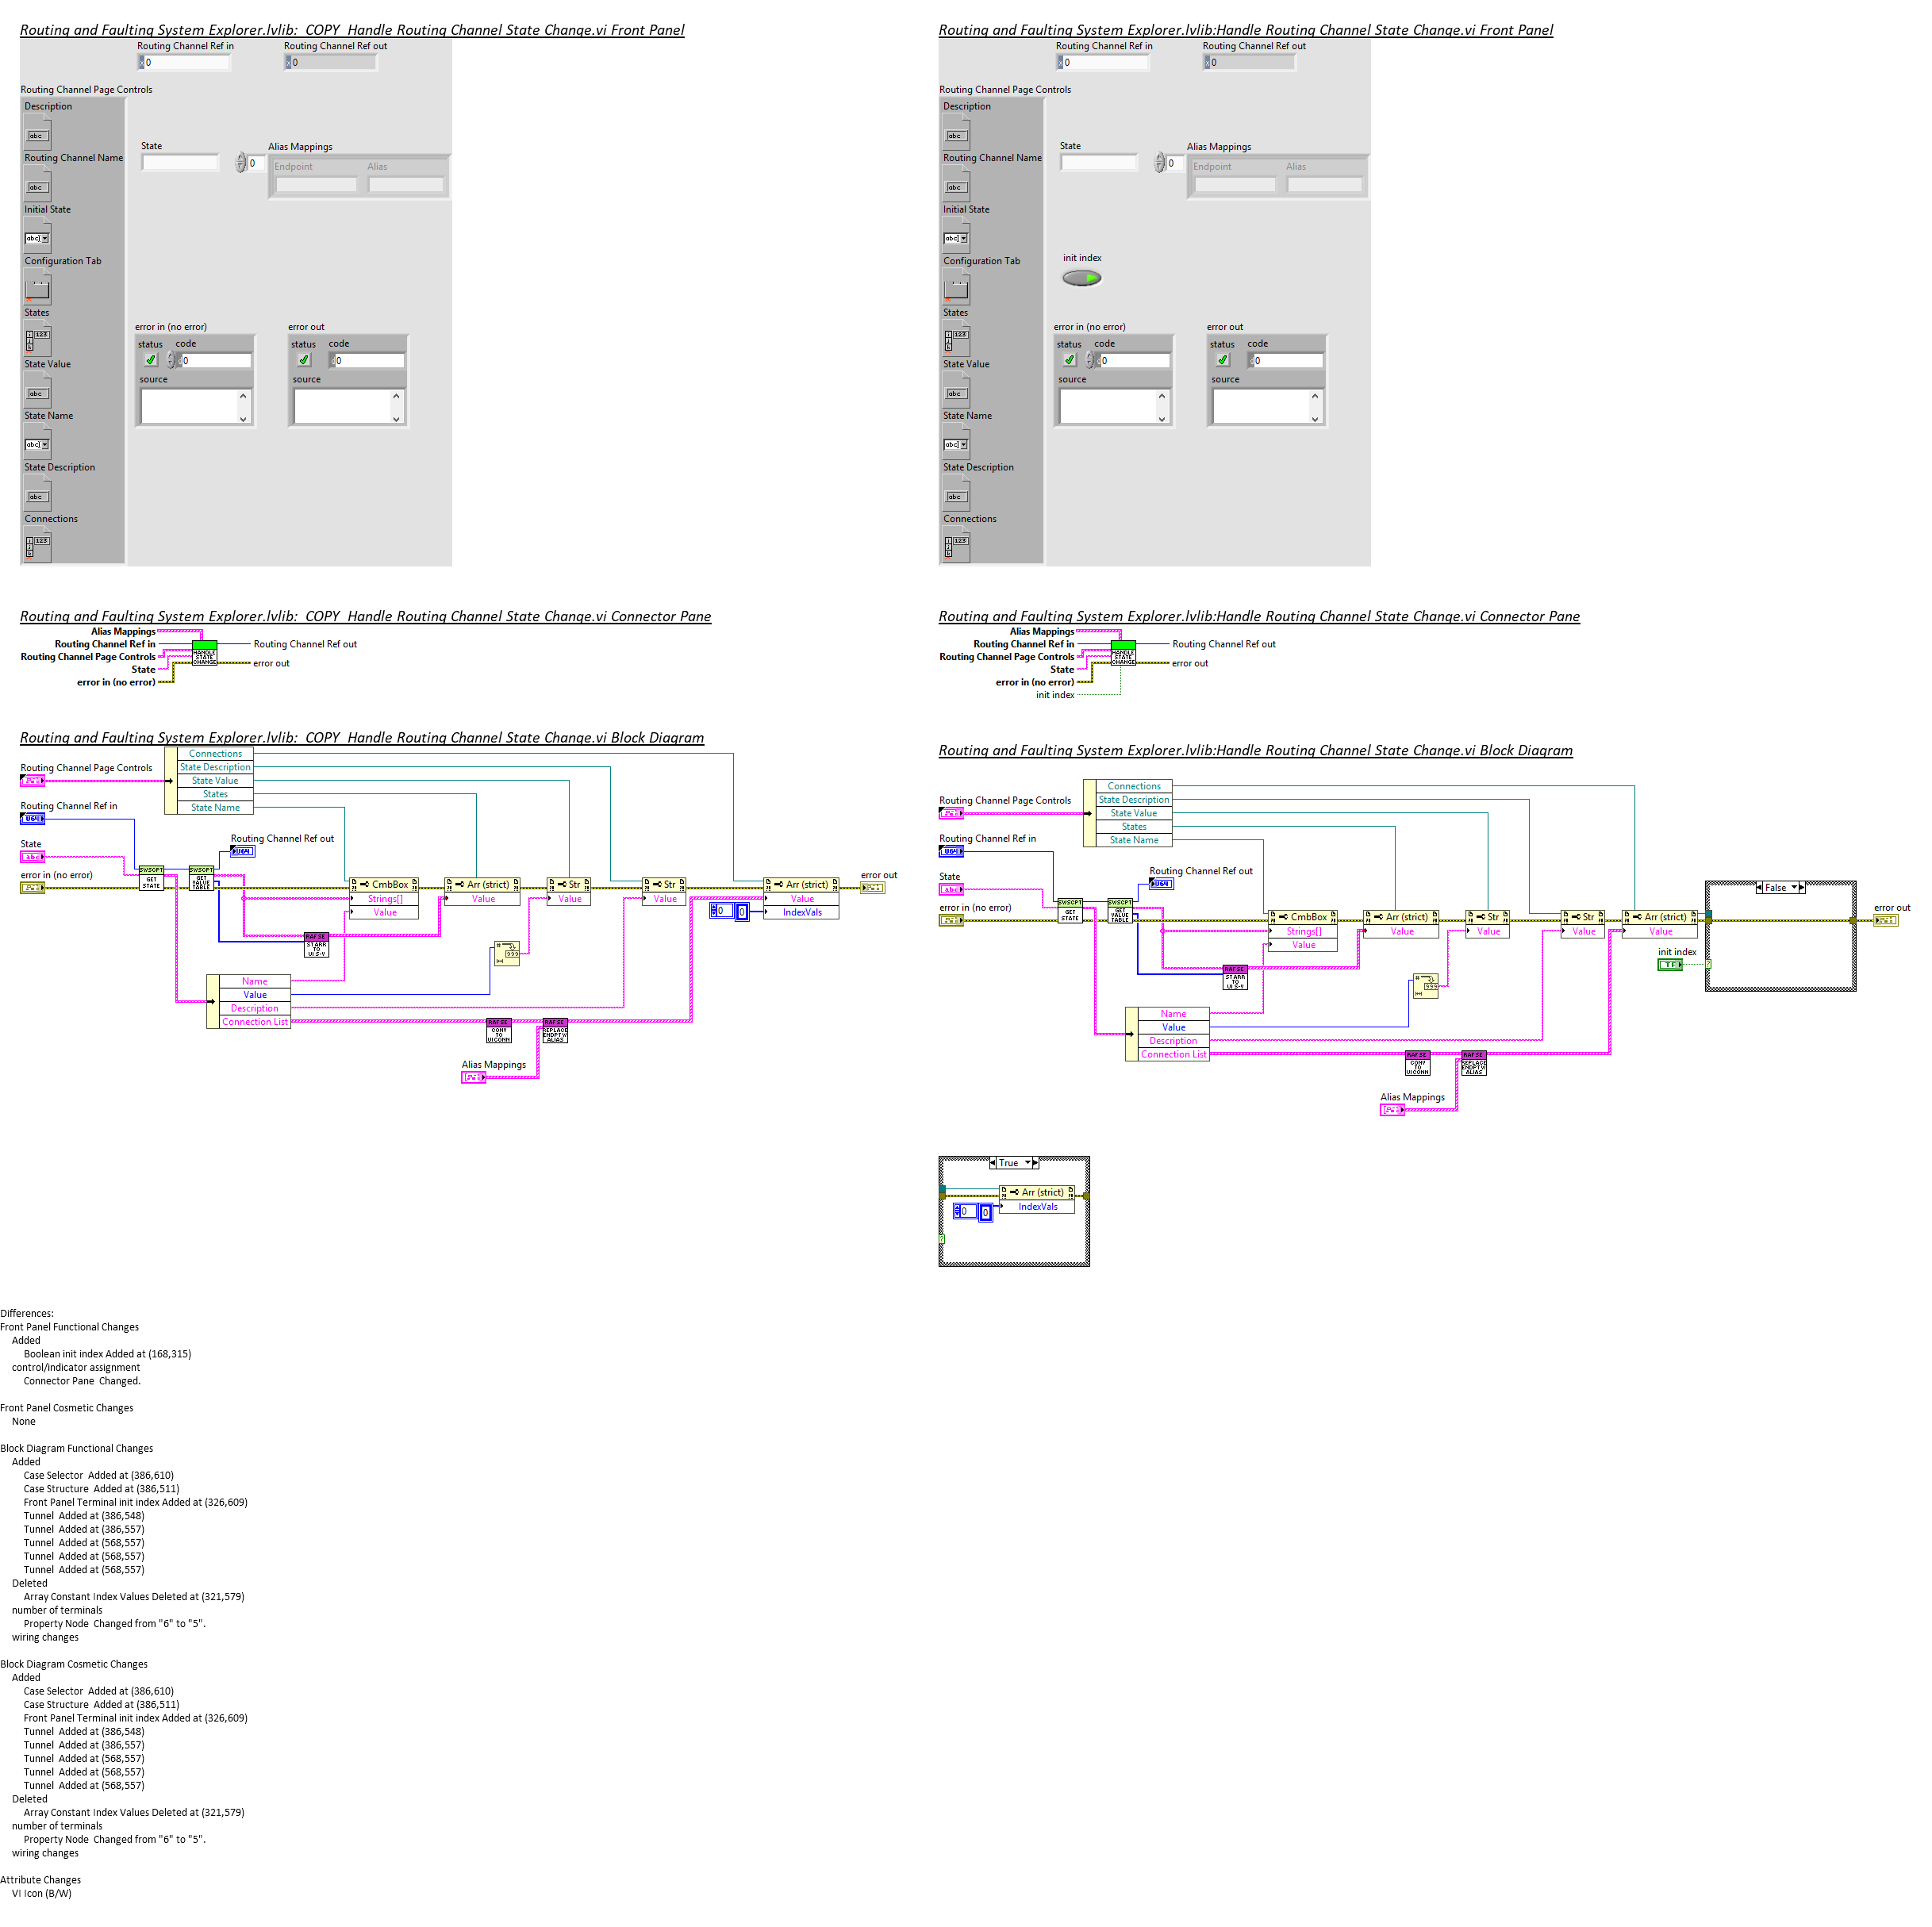 Routing and Faulting System Explorer.lvlib:  COPY  Handle Routing Channel State Change.vi Front Panel
Routing Channel Ref in
Routing Channel Ref out
x 0
x 0
Routing Channel Page Controls
Description
abc
Routing Channel Name
abc
Initial State
abc
Configuration Tab
States
123
State Value
abc
State Name
abc
State Description
abc
Connections
123
State
0
Alias Mappings
Endpoint
Alias
error in (no error)
status
code
0
source
error out
status
code
0
source
Routing and Faulting System Explorer.lvlib:Handle Routing Channel State Change.vi Front Panel
Routing Channel Ref in
Routing Channel Ref out
x 0
x 0
Routing Channel Page Controls
Description
abc
Routing Channel Name
abc
Initial State
abc
Configuration Tab
States
123
State Value
abc
State Name
abc
State Description
abc
Connections
123
State
0
Alias Mappings
Endpoint
Alias
init index
error in (no error)
status
code
0
source
error out
status
code
0
source
Routing and Faulting System Explorer.lvlib:  COPY  Handle Routing Channel State Change.vi Connector Pane
Alias Mappings
Routing Channel Ref in
Routing Channel Page Controls
State
error in (no error)
HANDLE
STATE
CHANGE
Routing Channel Ref out
error out
Routing and Faulting System Explorer.lvlib:Handle Routing Channel State Change.vi Connector Pane
Alias Mappings
Routing Channel Ref in
Routing Channel Page Controls
State
error in (no error)
init index
HANDLE
STATE
CHANGE
Routing Channel Ref out
error out
Routing and Faulting System Explorer.lvlib:  COPY  Handle Routing Channel State Change.vi Block Diagram
Connections
State Description
State Value
States
State Name
Routing Channel Page Controls
Routing Channel Ref in
U64
State
abc
error in (no error)
Routing Channel Ref out
U64
SWSCPT
GET
STATE
SWSCPT
GET
VALUE
TABLE
CmbBox
Strings[]
Value
Arr (strict)
Value
Str
Value
Str
Value
Arr (strict)
Value
IndexVals
0
0
error out
RAFSE
STARR
TO
UI S-V
Name
Value
Description
Connection List
RAFSE
CONV
TO
UICONN
RAFSE
REPLACE
ENDPT W
ALIAS
Alias Mappings
Routing and Faulting System Explorer.lvlib:Handle Routing Channel State Change.vi Block Diagram
Connections
State Description
State Value
States
State Name
Routing Channel Page Controls
Routing Channel Ref in
U64
State
abc
error in (no error)
Routing Channel Ref out
U64
SWSCPT
GET
STATE
SWSCPT
GET
VALUE
TABLE
CmbBox
Strings[]
Value
Arr (strict)
Value
Str
Value
Str
Value
Arr (strict)
Value
init index
TF
?
False
error out
RAFSE
STARR
TO
UI S-V
Name
Value
Description
Connection List
RAFSE
CONV
TO
UICONN
RAFSE
REPLACE
ENDPT W
ALIAS
Alias Mappings
True
Arr (strict)
IndexVals
0
0
?
Differences:
Front Panel Functional Changes
Added
Boolean init index Added at (168,315)
control/indicator assignment
Connector Pane  Changed.
Front Panel Cosmetic Changes
None
Block Diagram Functional Changes
Added
Case Selector  Added at (386,610)
Case Structure  Added at (386,511)
Front Panel Terminal init index Added at (326,609)
Tunnel  Added at (386,548)
Tunnel  Added at (386,557)
Tunnel  Added at (568,557)
Tunnel  Added at (568,557)
Tunnel  Added at (568,557)
Deleted
Array Constant Index Values Deleted at (321,579)
number of terminals
Property Node  Changed from "6" to "5".
wiring changes
Block Diagram Cosmetic Changes
Added
Case Selector  Added at (386,610)
Case Structure  Added at (386,511)
Front Panel Terminal init index Added at (326,609)
Tunnel  Added at (386,548)
Tunnel  Added at (386,557)
Tunnel  Added at (568,557)
Tunnel  Added at (568,557)
Tunnel  Added at (568,557)
Deleted
Array Constant Index Values Deleted at (321,579)
number of terminals
Property Node  Changed from "6" to "5".
wiring changes
Attribute Changes
VI Icon (B/W)